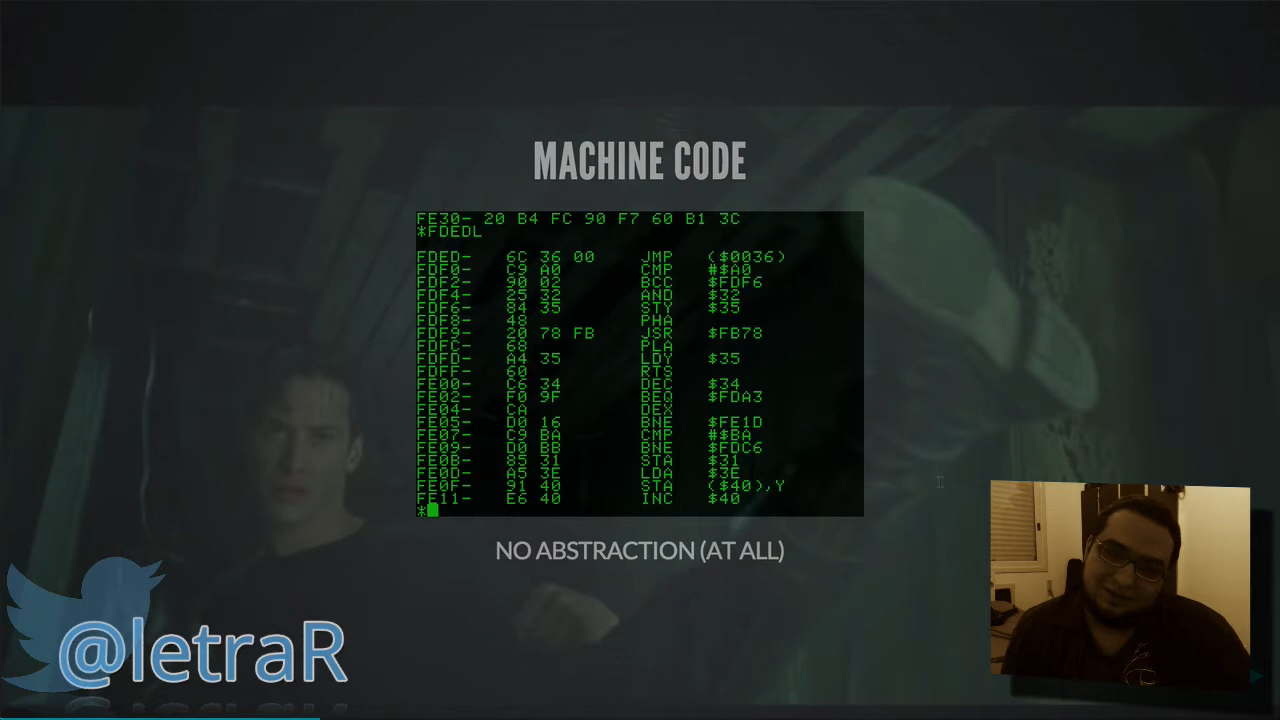 MACHINE CODE
FE30- 20 B4 FC 90 F7 60 B1 3C
*FDEDL
FDED- 6C 36 00 JMP ($0036)
FDF0- C9 A0 CMP #$A0
FDF2- 90 02 BCC $FDF6
FDF4- 25 32 AND $32
FDF6- 84 35 STY $35
FDF8- 48 PHA
FDF9- 20 78 FB JSR $FB78
FDFC- 68 PLA
FDFD- A4 35 LDY $35
FDFF- 60 RTS
FE00- C6 34 DEC $34
FE02- F0 9F BEQ $FDA3
FE04- CA DEX
FE05- D0 16 BNE $FE1D
FE07- C9 BA CMP #$BA
FE09- D0 BB BNE $FDC6
FE0B- 85 31 STA $31
FE0D- A5 3E LDA $3E
FE0F- 91 40 STA ($40),Y
FE11- E6 40 INC $40
*
NO ABSTRACTION (AT ALL)
@letraR